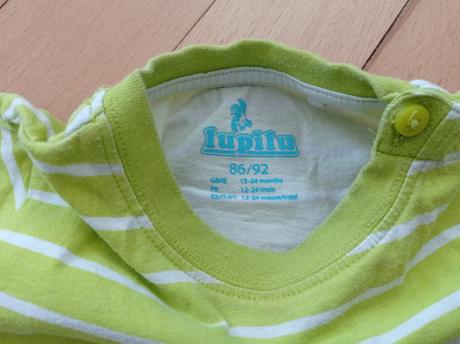 lupilu
86/92
GB/IE 12-24 months
FR 12-24 mois
ES/IT/PT 12-24 meses/mesi